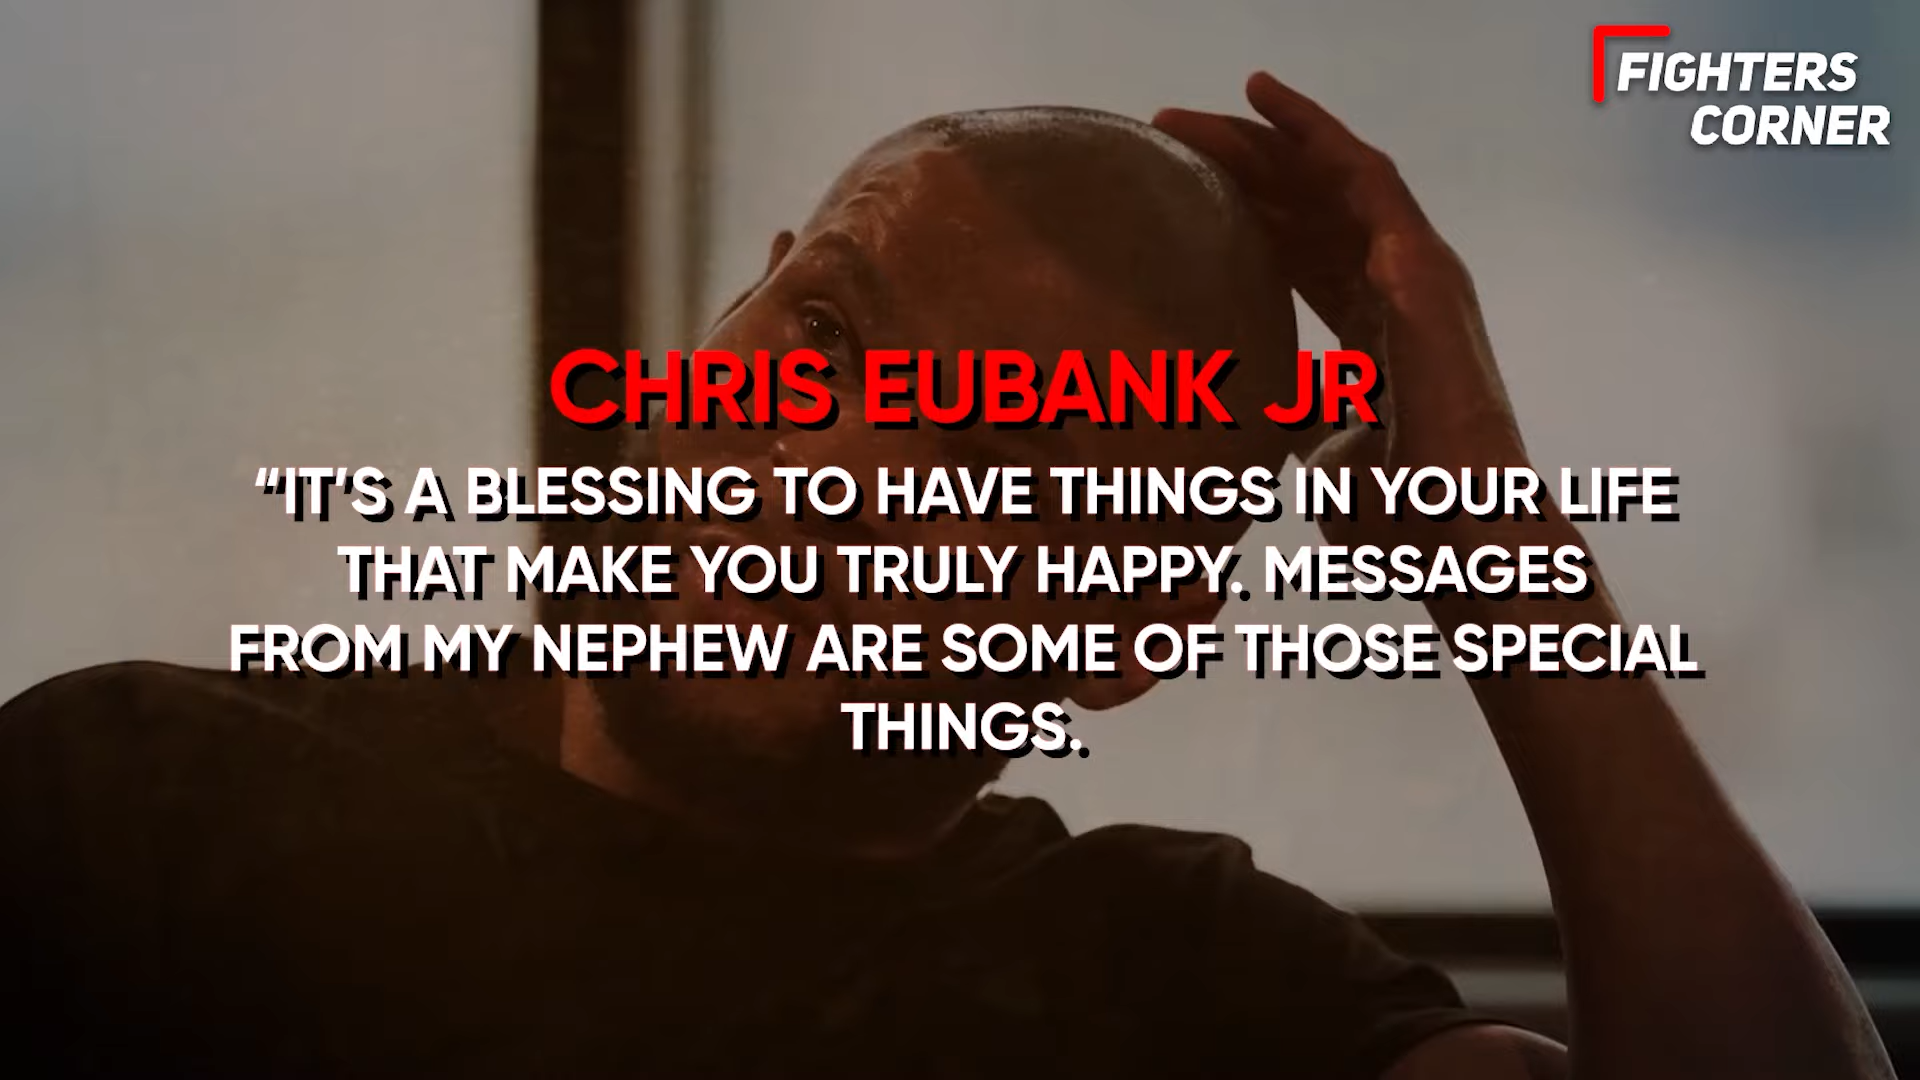 FIGHTERS
CORNER
CHRIS EUBANK JR
“IT’S A BLESSING TO HAVE THINGS IN YOUR LIFE
THAT MAKE YOU TRULY HAPPY. MESSAGES
FROM MY NEPHEW ARE SOME OF THOSE SPECIAL
THINGS.